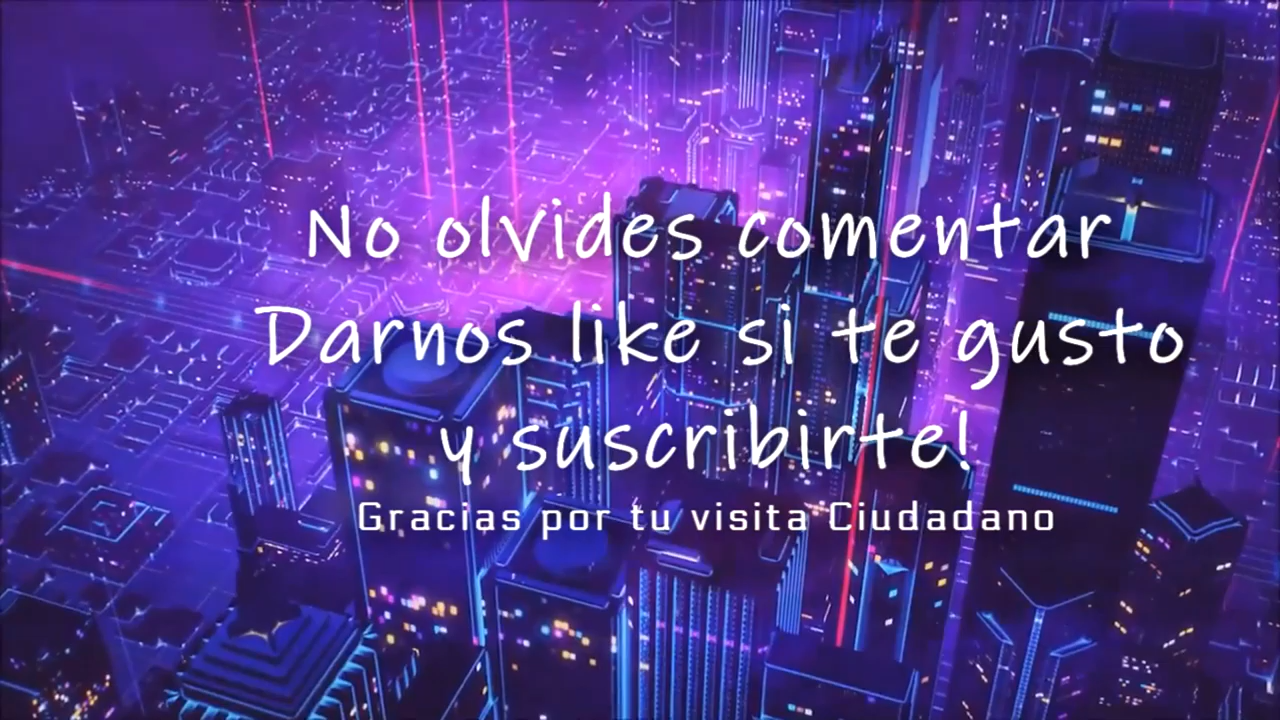 No olvides comentar
Darnos like si te gusto
y suscribirte!
Gracias por tu visita Ciudadano